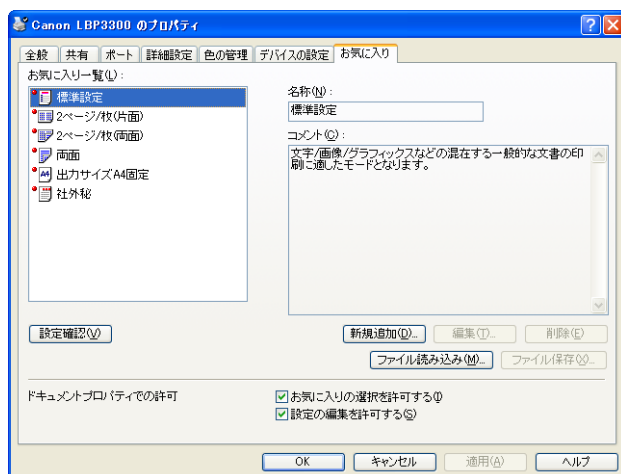 Canon LBP3300 のプロパティ
全般 共有 ポート 詳細設定 色の管理 デバイスの設定 お気に入り
お気に入り一覧(L):
標準設定
2ページ/枚(片面)
2ページ/枚(両面)
両面
出力サイズA4固定
社外秘
名称(N):
標準設定
コメント(C):
文字/画像/グラフィックスなどの混在する一般的な文書の印
刷に適したモードとなります。
設定確認(V) 新規追加(D)... 編集(T)... 削除(E)
ファイル読み込み(M)... ファイル保存(X)...
ドキュメントプロパティでの許可
お気に入りの選択を許可する(I)
設定の編集を許可する(S)
OK キャンセル 適用(A) ヘルプ